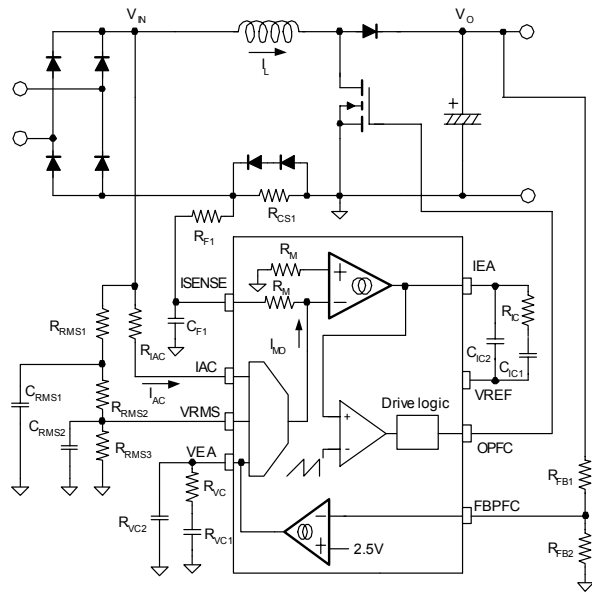 VIN
VO
IL
+
RCS1
RF1
ISENSE
RM
+
IEA
RM
-
RRMS1
RIAC
CF1
IMO
RIC
CIC2
CIC1
IAC
IAC
VREF
CRMS1
RRMS2
VRMS
+
Drive logic
CRMS2
-
OPFC
RRMS3
VEA
RFB1
RVC
FBPFC
RVC2
RVC1
-
+
2.5V
RFB2